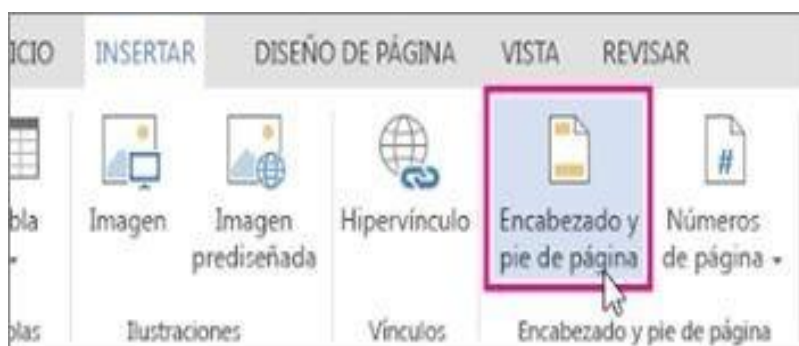 ICIO INSERTAR DISEÑO DE PÁGINA VISTA REVISAR
bla Imagen Imagen prediseñada Hipervínculo Encabezado y pie de página # Números de página
blas Ilustraciones Vínculos Encabezado y pie de página